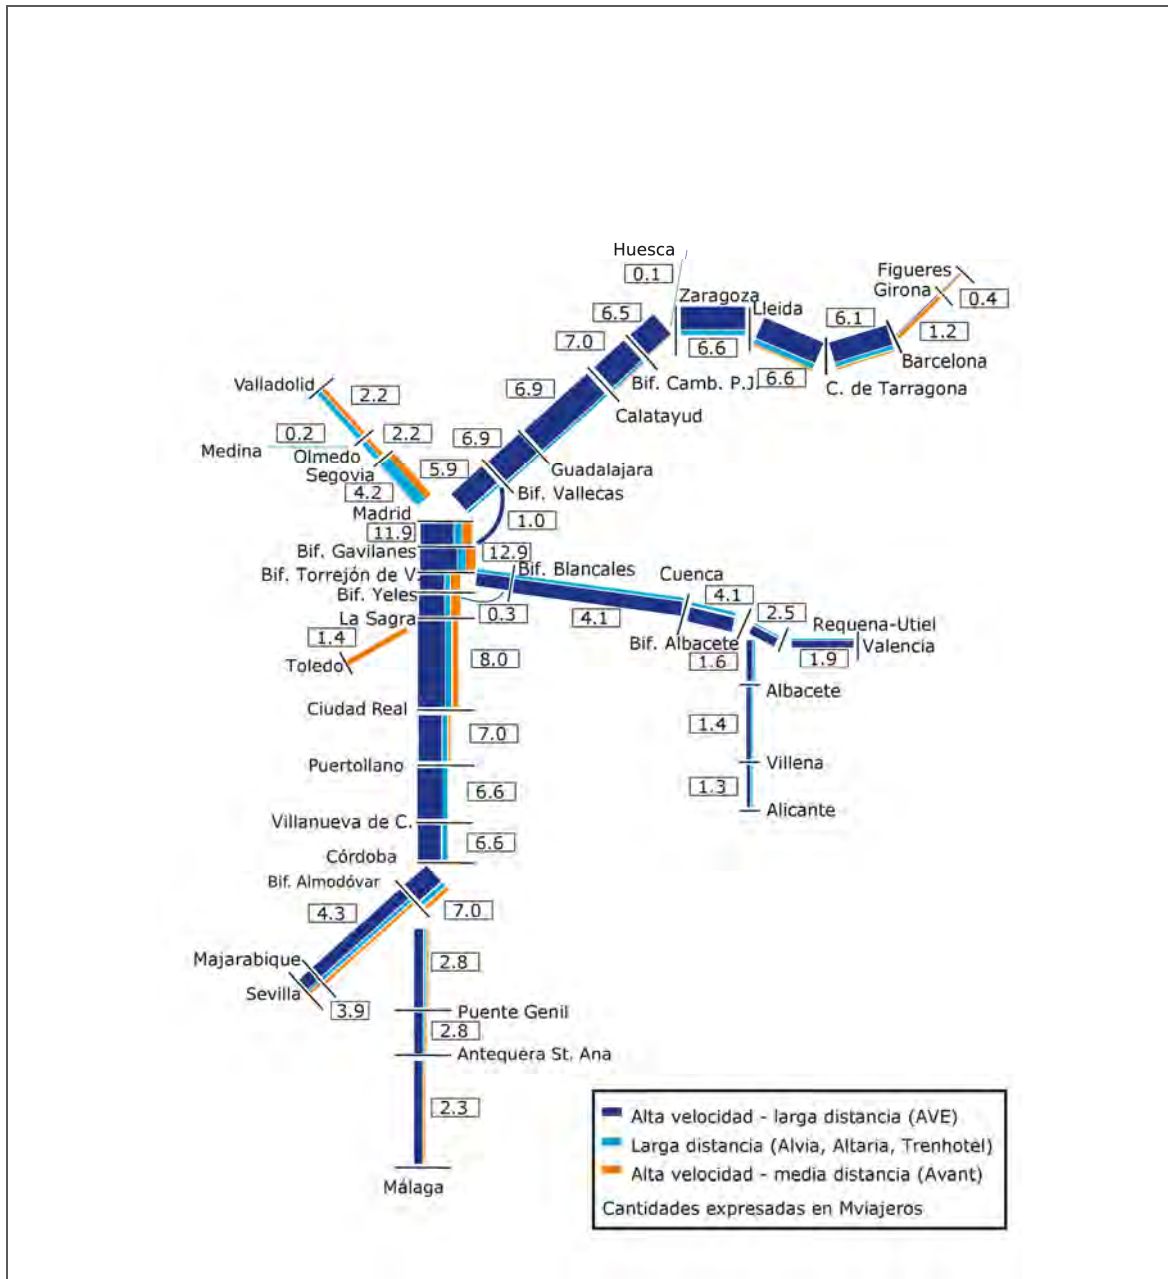 Huesca
0.1
Figueres
Girona
0.4
Zaragoza
Lleida
6.5
6.1
7.0
1.2
6.6
Barcelona
Bif. Camb. P.J.
6.6
C. de Tarragona
Valladolid
2.2
6.9
Calatayud
0.2
2.2
6.9
Medina
Olmedo
Segovia
5.9
Guadalajara
4.2
Bif. Vallecas
Madrid
1.0
11.9
Bif. Gavilanes
12.9
Bif. Torrejón de V.
Bif. Blancales
Cuenca
Bif. Yeles
4.1
La Sagra
0.3
4.1
2.5
1.4
Requena-Utiel
Bif. Albacete
Valencia
Toledo
8.0
1.6
1.9
Albacete
Ciudad Real
7.0
1.4
Puertollano
Villena
6.6
1.3
Alicante
Villanueva de C.
6.6
Córdoba
Bif. Almodóvar
4.3
7.0
Majarabique
2.8
Sevilla
3.9
Puente Genil
2.8
Antequera St. Ana
2.3
Málaga
Alta velocidad - larga distancia (AVE)
Larga distancia (Alvia, Altaria, Trenhotel)
Alta velocidad - media distancia (Avant)
Cantidades expresadas en Mviajeros